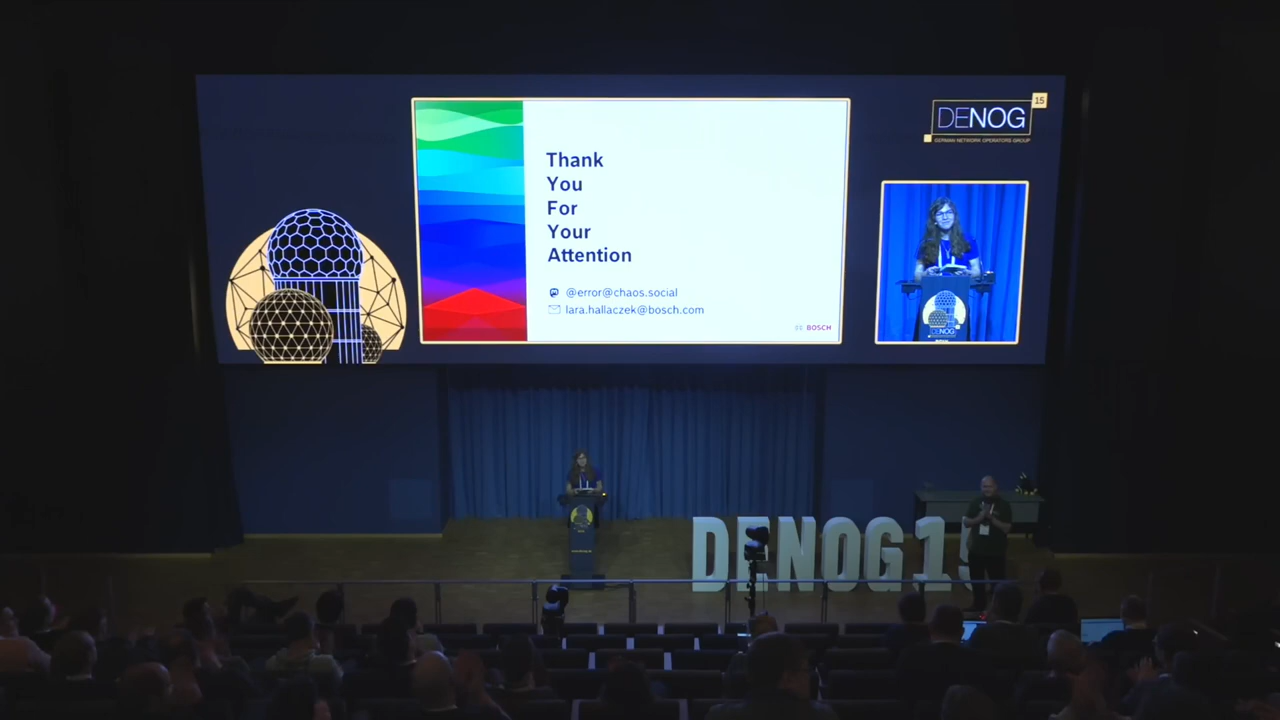 Thank
You
For
Your
Attention
@error@chaos.social
lara.hallaczek@bosch.com
BOSCH
DENOG
15
GERMAN NETWORK OPERATORS GROUP
DENOG
DENOG15